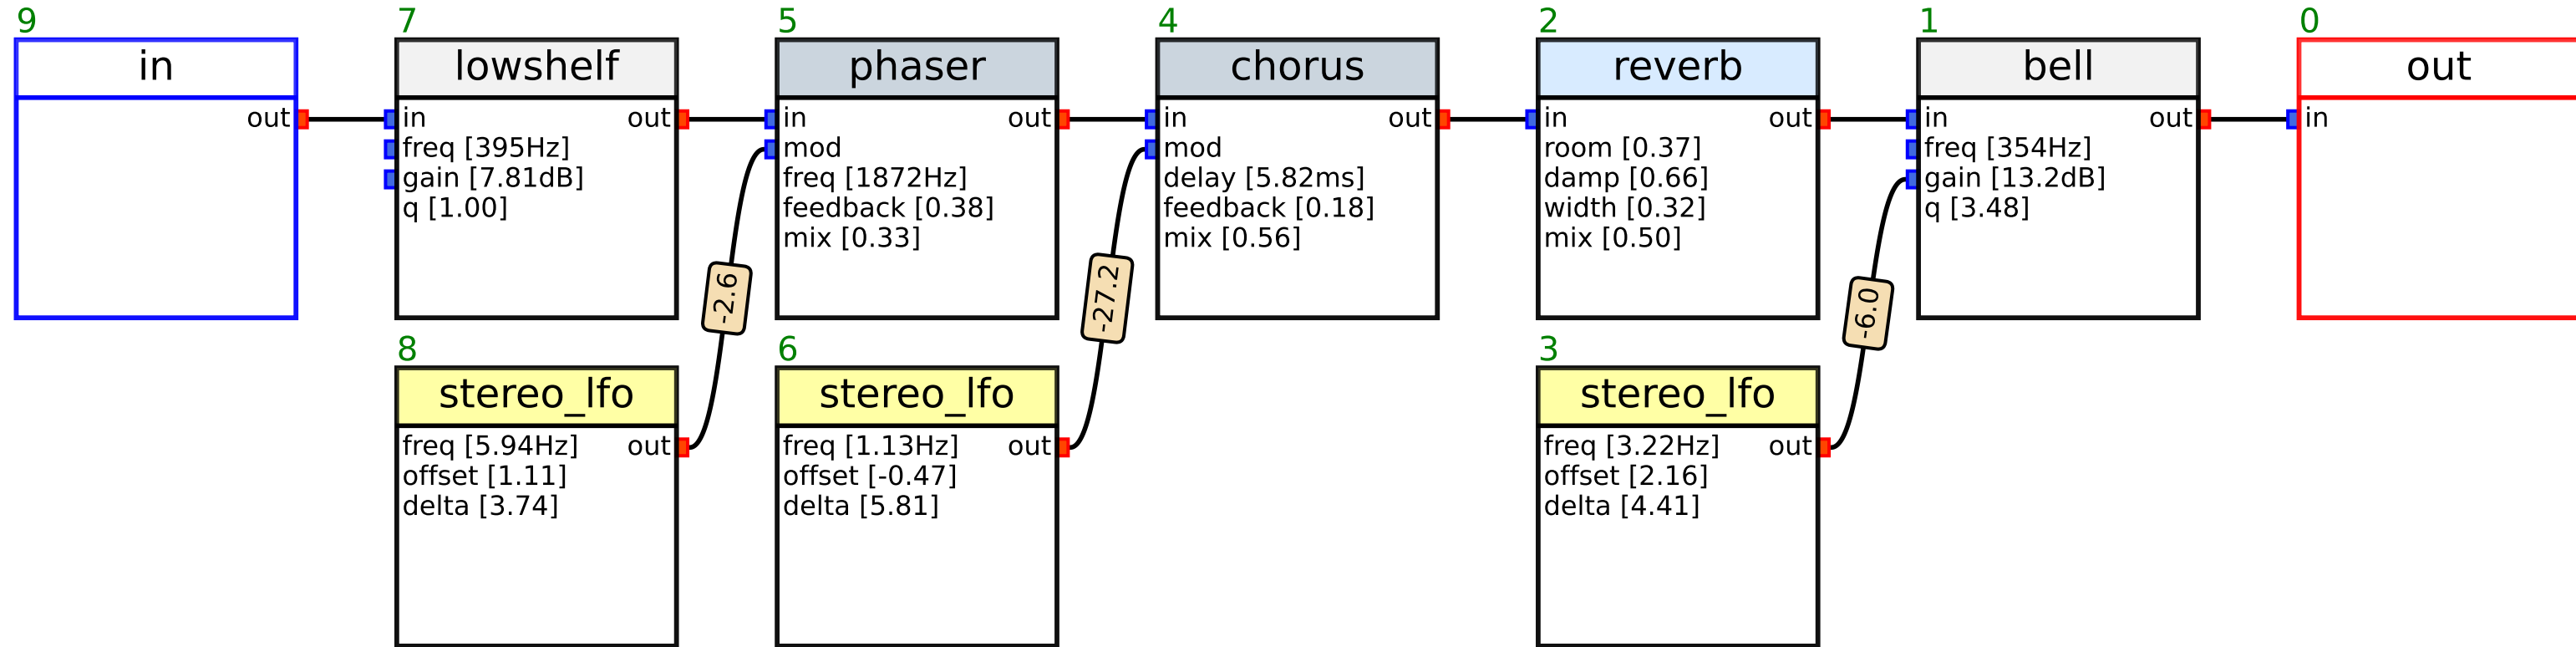 9
in
out
7
lowshelf
in out
freq [395Hz]
gain [7.81dB]
q [1.00]
5
phaser
in out
mod
freq [1872Hz]
feedback [0.38]
mix [0.33]
4
chorus
in out
mod
delay [5.82ms]
feedback [0.18]
mix [0.56]
2
reverb
in out
room [0.37]
damp [0.66]
width [0.32]
mix [0.50]
1
bell
in out
freq [354Hz]
gain [13.2dB]
q [3.48]
0
out
in
-2.6
-27.2
-6.0
8
stereo_lfo
freq [5.94Hz] out
offset [1.11]
delta [3.74]
6
stereo_lfo
freq [1.13Hz] out
offset [-0.47]
delta [5.81]
3
stereo_lfo
freq [3.22Hz] out
offset [2.16]
delta [4.41]